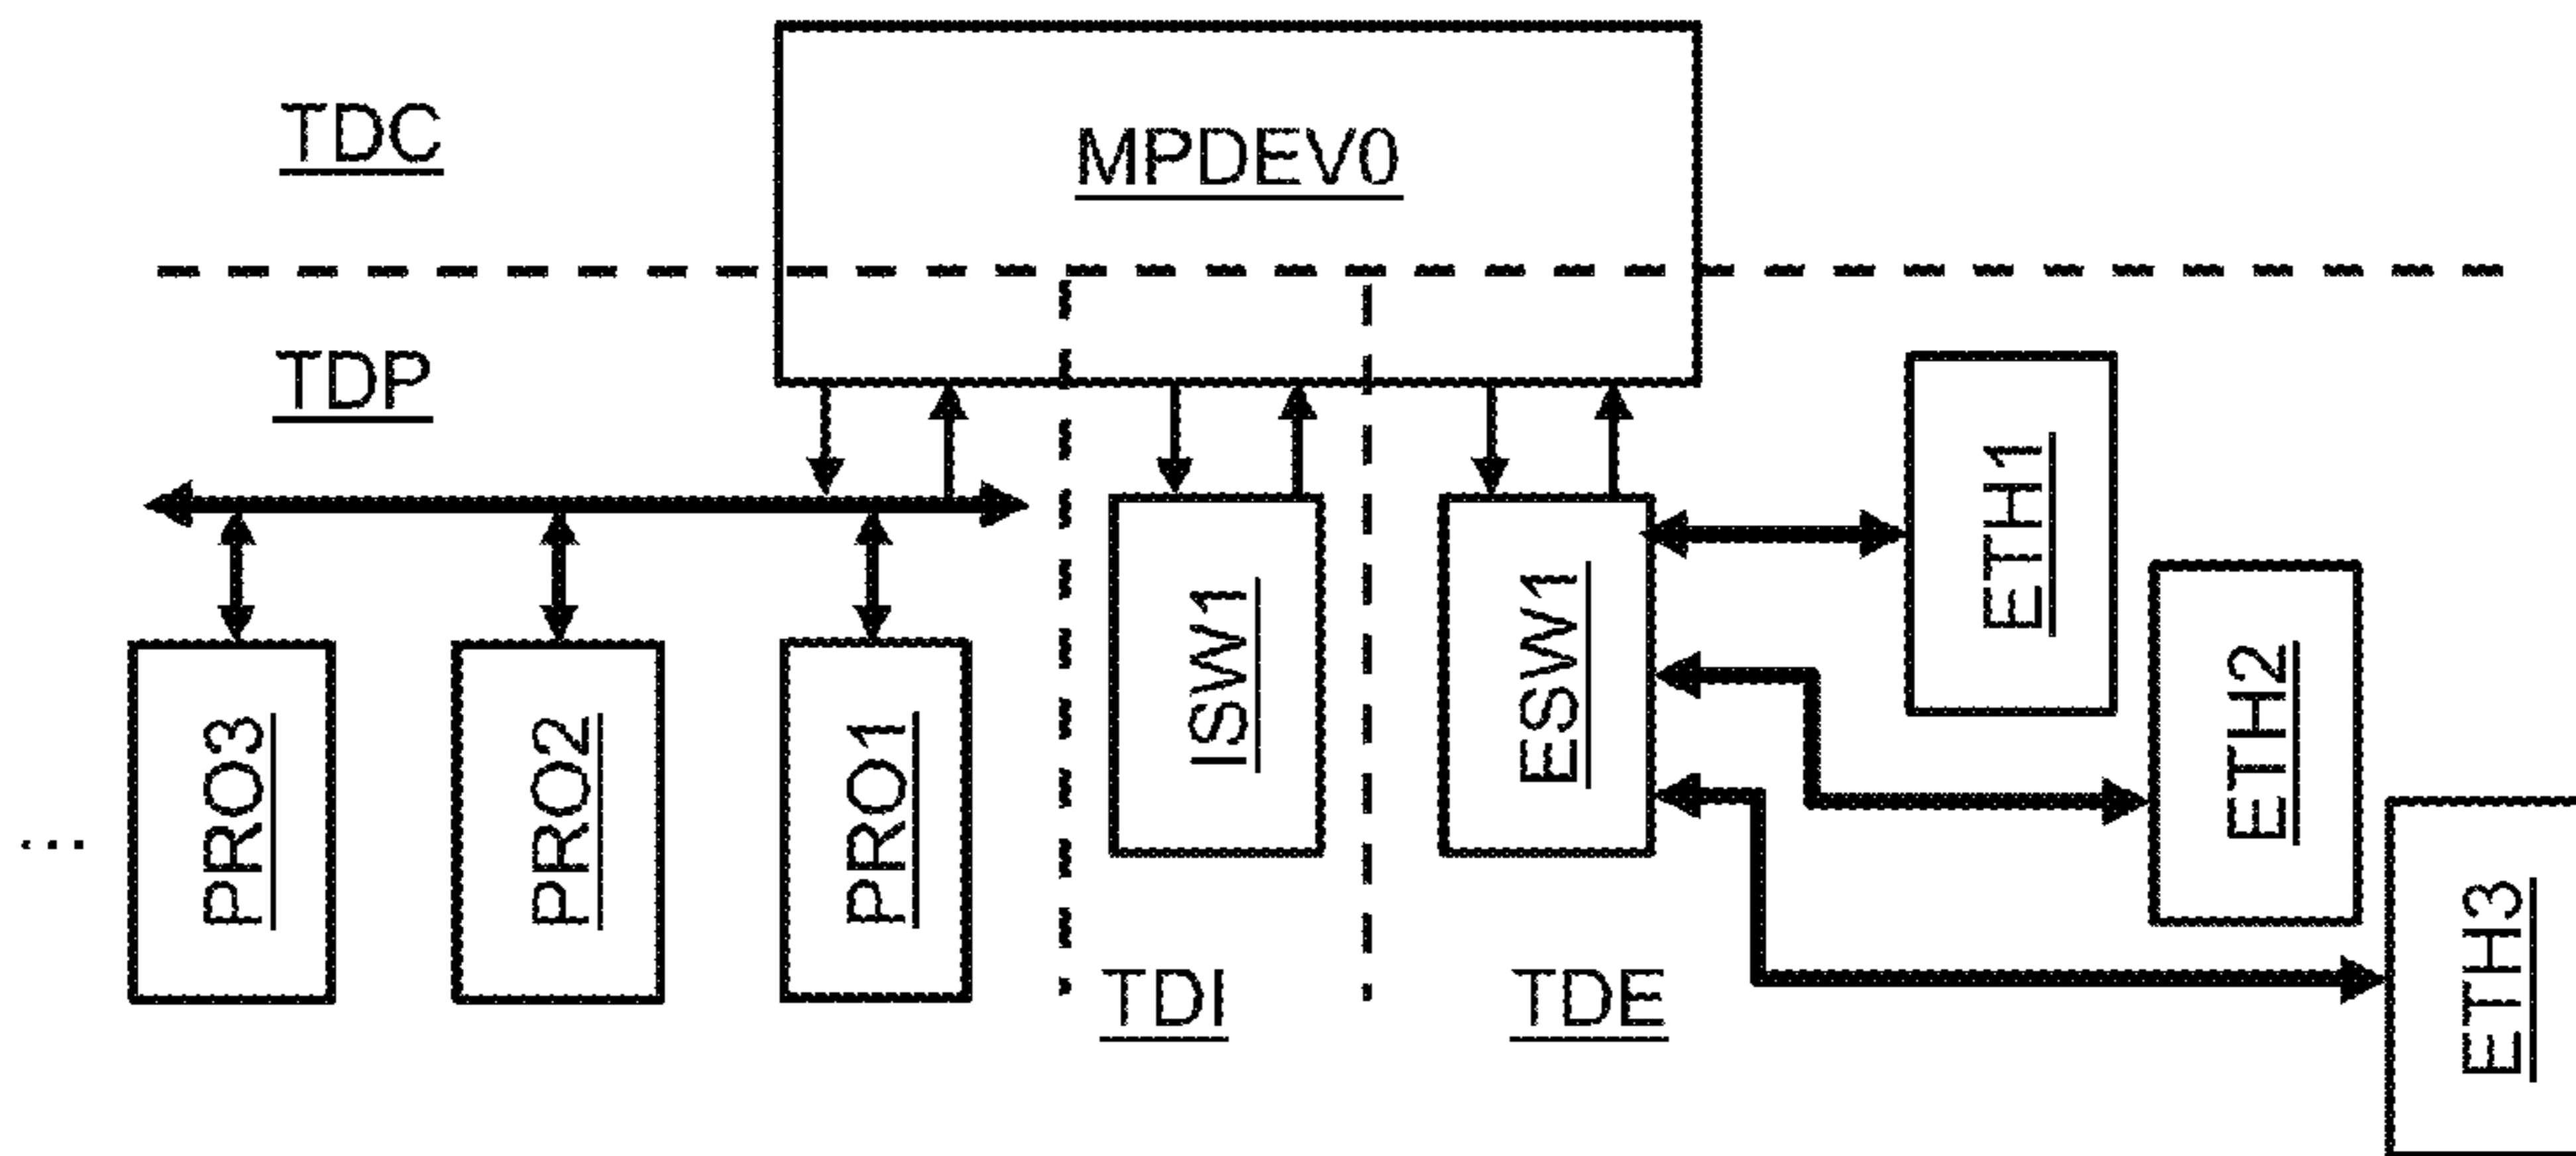 TDC
MPDEV0
TDP
ETH1
ISW1
ESW1
ETH2
...
PRO3
PRO2
PRO1
ETH3
TDI
TDE